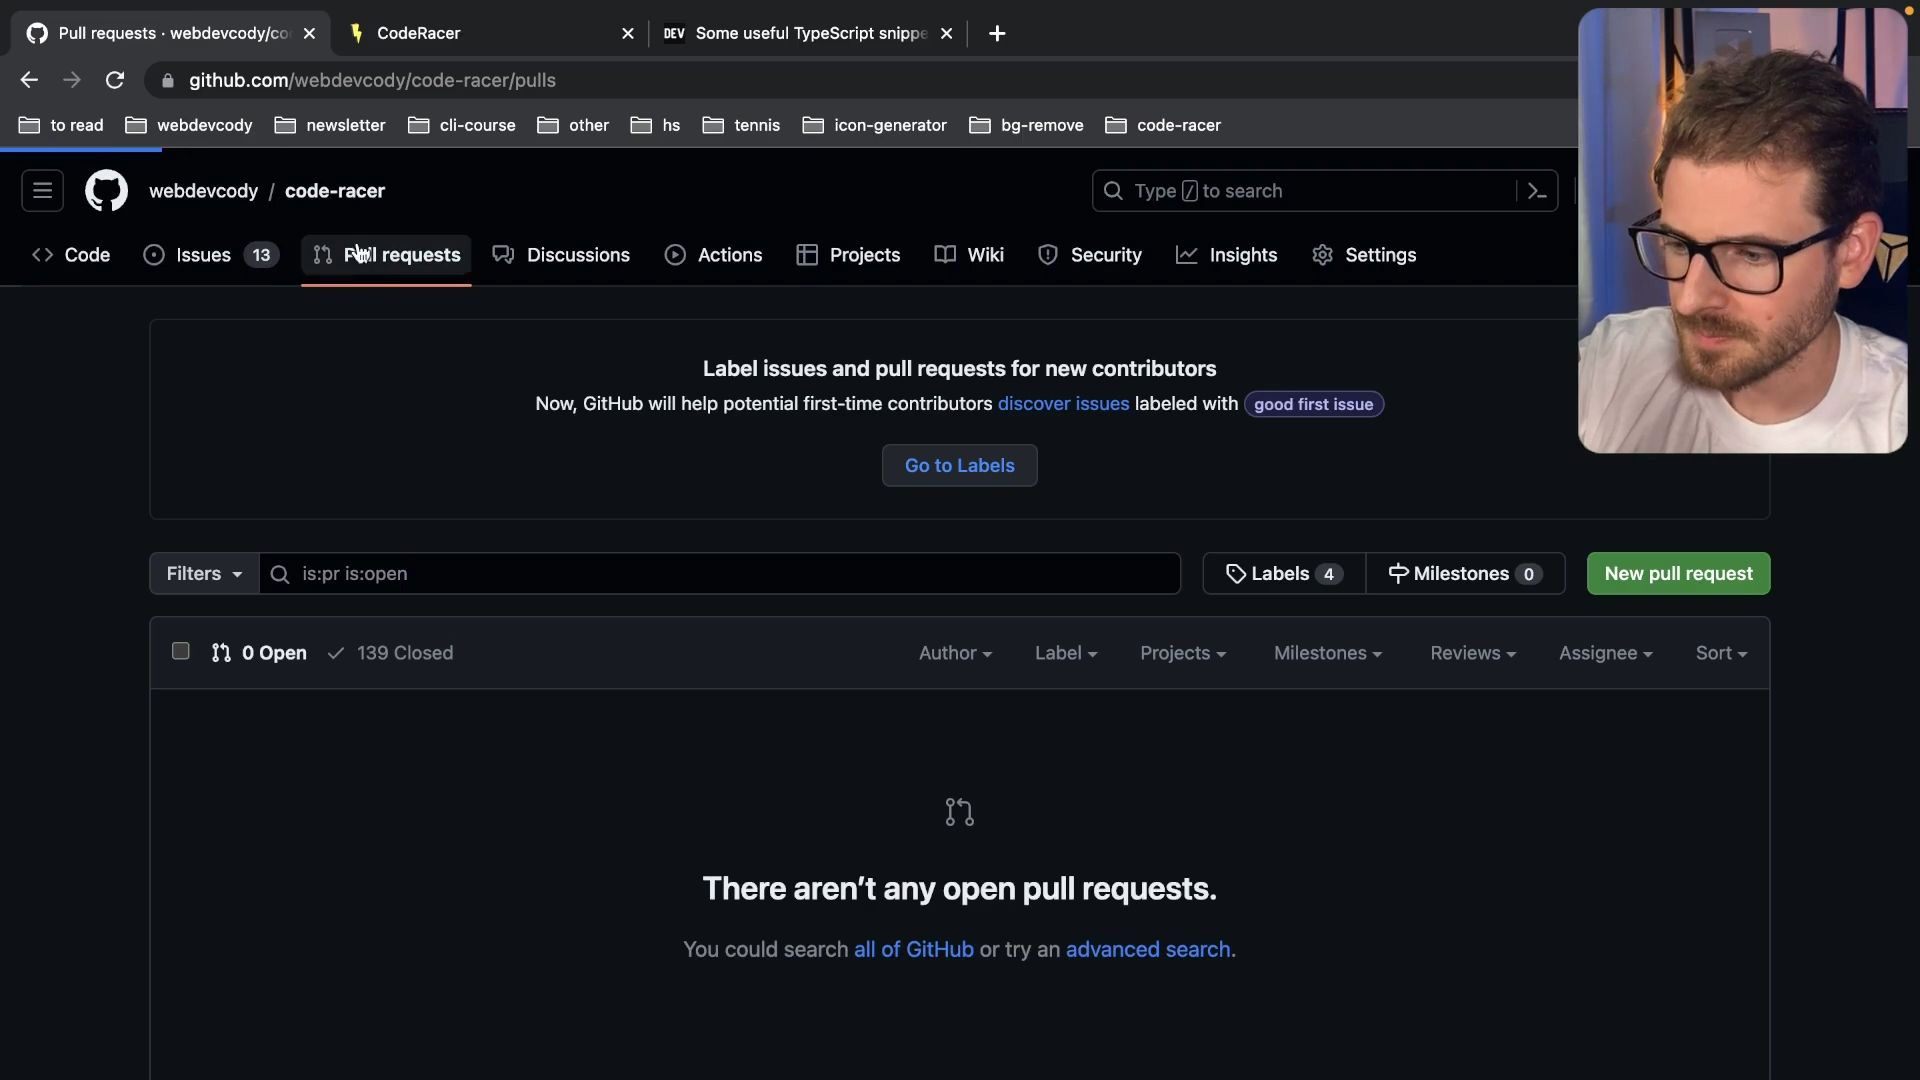 Pull requests · webdevcody/co
CodeRacer
DEV Some useful TypeScript snippe
github.com/webdevcody/code-racer/pulls
to read webdevcody newsletter cli-course other hs tennis icon-generator bg-remove code-racer
webdevcody / code-racer
Type / to search
Code Issues 13 Pull requests Discussions Actions Projects Wiki Security Insights Settings
Label issues and pull requests for new contributors
Now, GitHub will help potential first-time contributors discover issues labeled with good first issue
Go to Labels
Filters is:pr is:open Labels 4 Milestones 0 New pull request
0 Open 139 Closed Author Label Projects Milestones Reviews Assignee Sort
There aren’t any open pull requests.
You could search all of GitHub or try an advanced search.